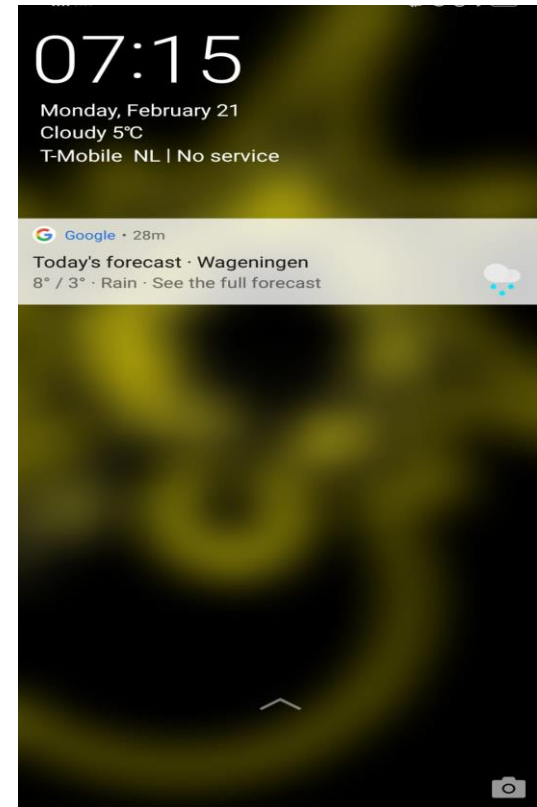 07:15
Monday, February 21
Cloudy 5°C
T-Mobile NL | No service
Google · 28m
Today's forecast · Wageningen
8° / 3° · Rain · See the full forecast